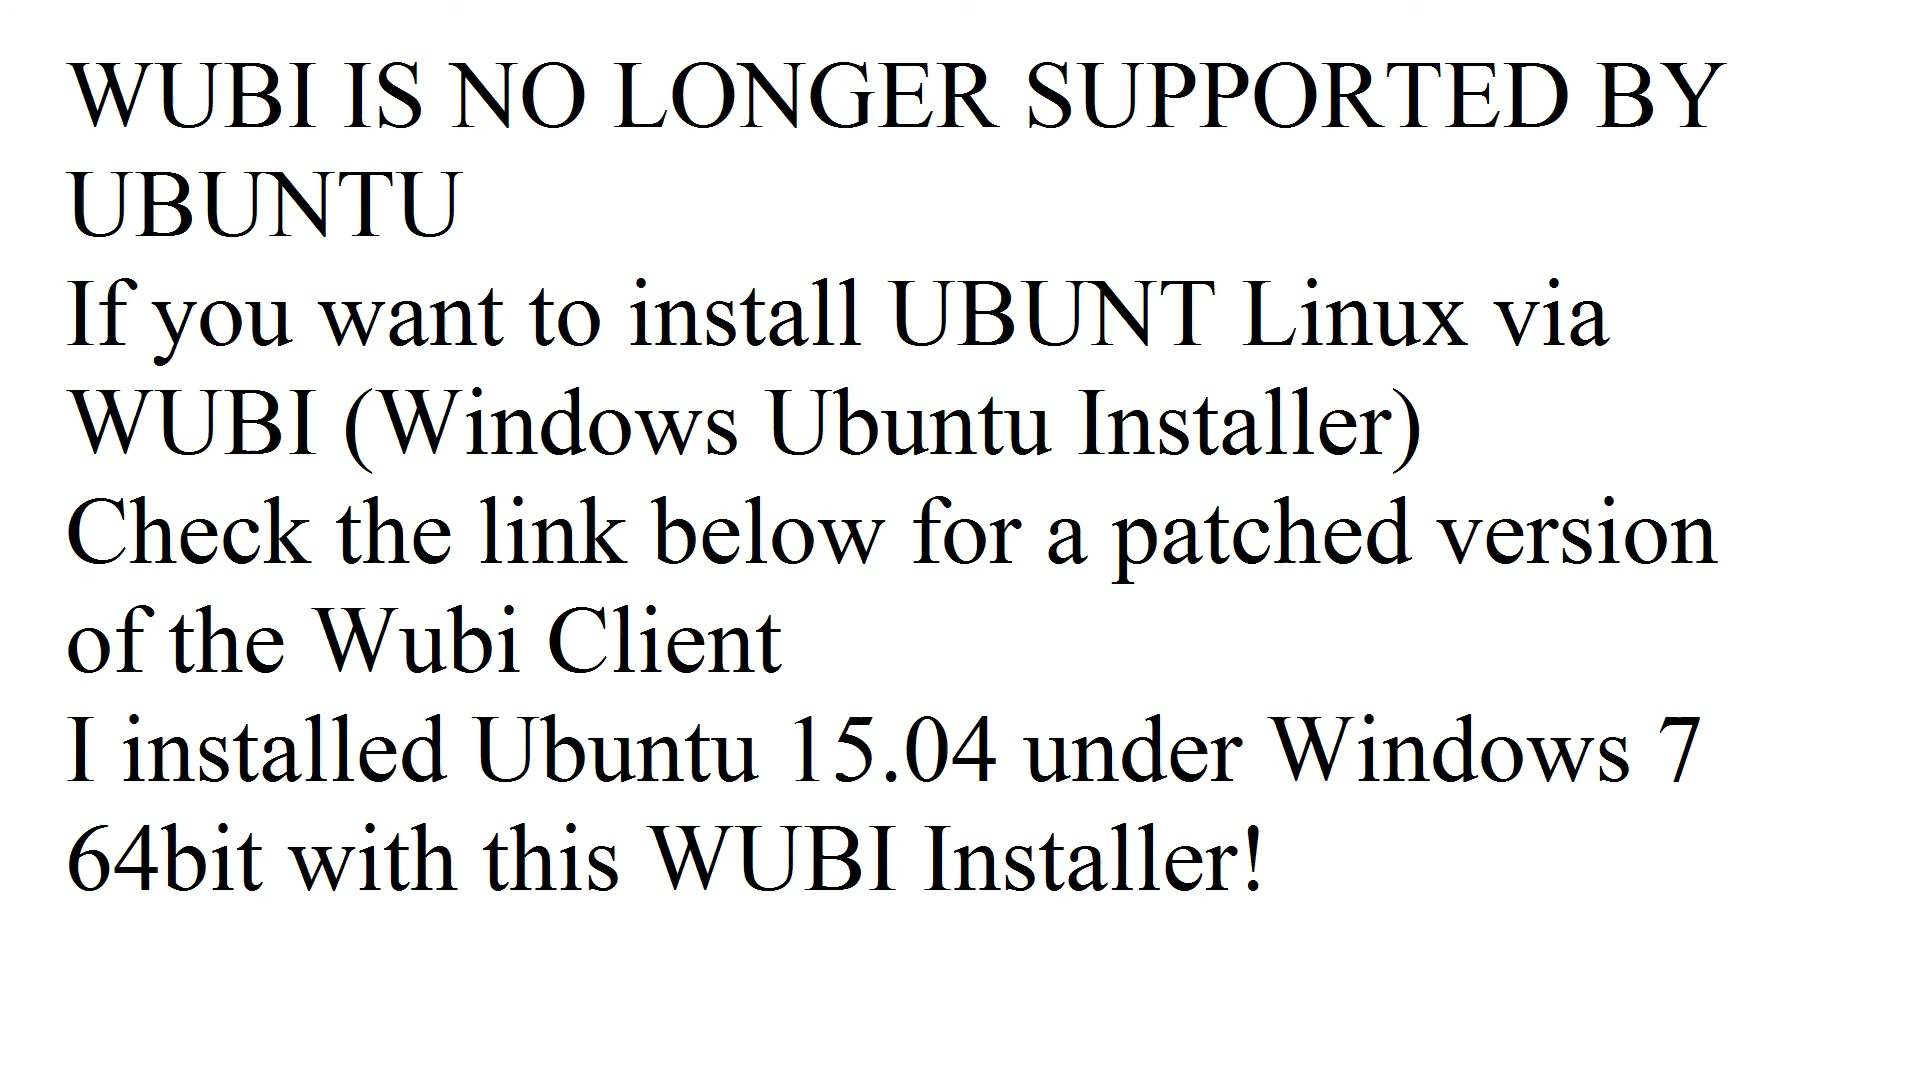 WUBI IS NO LONGER SUPPORTED BY
UBUNTU
If you want to install UBUNT Linux via
WUBI (Windows Ubuntu Installer)
Check the link below for a patched version
of the Wubi Client
I installed Ubuntu 15.04 under Windows 7
64bit with this WUBI Installer!